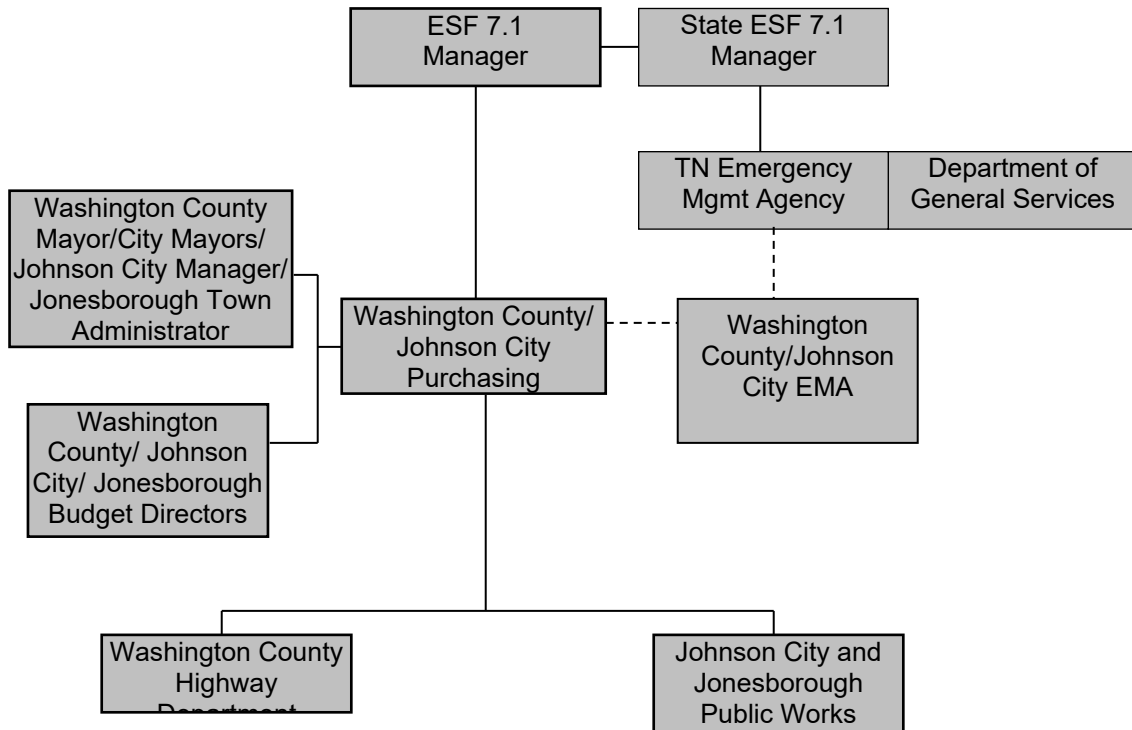 ESF 7.1
Manager
State ESF 7.1
Manager
TN Emergency
Mgmt Agency
Department of
General Services
Washington County
Mayor/City Mayors/
Johnson City Manager/
Jonesborough Town
Administrator
Washington County/
Johnson City
Purchasing
Washington
County/Johnson
City EMA
Washington
County/ Johnson
City/ Jonesborough
Budget Directors
Washington County
Highway
Department
Johnson City and
Jonesborough
Public Works